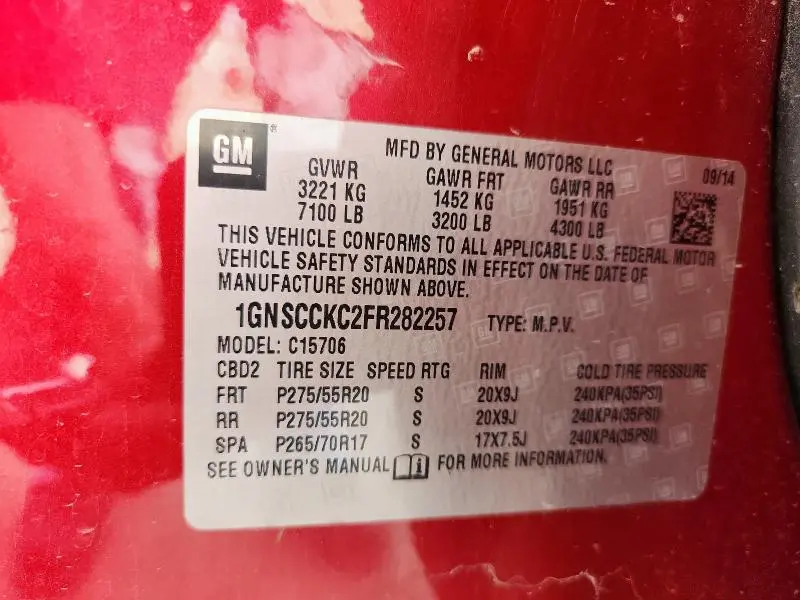 GM ®
MFD BY GENERAL MOTORS LLC 09/14
GVWR GAWR FRT GAWR RR
3221 KG 1452 KG 1951 KG
7100 LB 3200 LB 4300 LB
THIS VEHICLE CONFORMS TO ALL APPLICABLE U.S. FEDERAL MOTOR
VEHICLE SAFETY STANDARDS IN EFFECT ON THE DATE OF
MANUFACTURE SHOWN ABOVE.
1GNSCCKC2FR282257 TYPE: M.P.V.
MODEL: C15706
CBD2 TIRE SIZE SPEED RTG RIM COLD TIRE PRESSURE
FRT P275/55R20 S 20X9J 240KPA(35PSI)
RR P275/55R20 S 20X9J 240KPA(35PSI)
SPA P265/70R17 S 17X7.5J 240KPA(35PSI)
SEE OWNER'S MANUAL i FOR MORE INFORMATION.